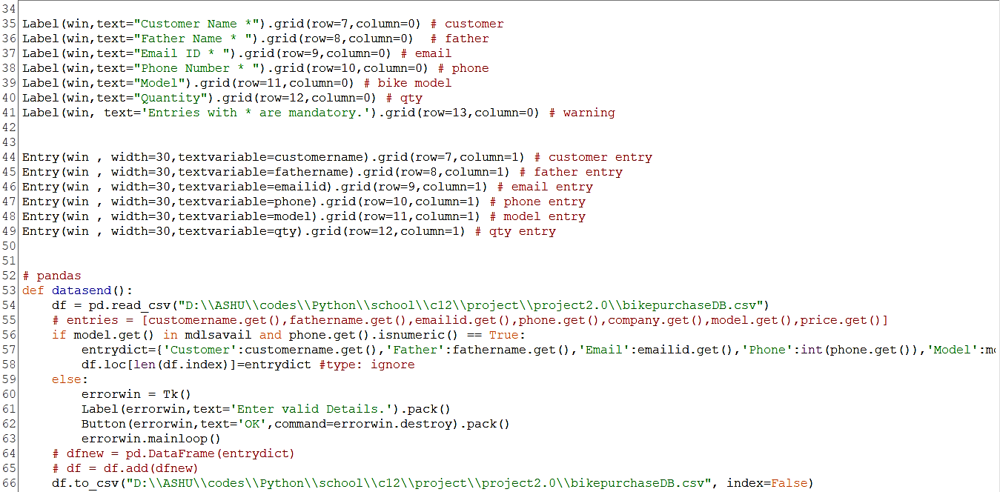 34
35 Label(win,text="Customer Name *").grid(row=7,column=0) # customer
36 Label(win,text="Father Name * ").grid(row=8,column=0)  # father
37 Label(win,text="Email ID * ").grid(row=9,column=0) # email
38 Label(win,text="Phone Number * ").grid(row=10,column=0) # phone
39 Label(win,text="Model").grid(row=11,column=0) # bike model
40 Label(win,text="Quantity").grid(row=12,column=0) # qty
41 Label(win, text='Entries with * are mandatory.').grid(row=13,column=0) # warning
42
43
44 Entry(win , width=30,textvariable=customername).grid(row=7,column=1) # customer entry
45 Entry(win , width=30,textvariable=fathername).grid(row=8,column=1) # father entry
46 Entry(win , width=30,textvariable=emailid).grid(row=9,column=1) # email entry
47 Entry(win , width=30,textvariable=phone).grid(row=10,column=1) # phone entry
48 Entry(win , width=30,textvariable=model).grid(row=11,column=1) # model entry
49 Entry(win , width=30,textvariable=qty).grid(row=12,column=1) # qty entry
50
51
52 # pandas
53 def datasend():
54     df = pd.read_csv("D:\\ASHU\\codes\\Python\\school\\c12\\project\\project2.0\\bikepurchaseDB.csv")
55     # entries = [customername.get(),fathername.get(),emailid.get(),phone.get(),company.get(),model.get(),price.get()]
56     if model.get() in mdlsavail and phone.get().isnumeric() == True:
57         entrydict={'Customer':customername.get(),'Father':fathername.get(),'Email':emailid.get(),'Phone':int(phone.get()),'Model':
58         df.loc[len(df.index)]=entrydict #type: ignore
59     else:
60         errorwin = Tk()
61         Label(errorwin,text='Enter valid Details.').pack()
62         Button(errorwin,text='OK',command=errorwin.destroy).pack()
63         errorwin.mainloop()
64     # dfnew = pd.DataFrame(entrydict)
65     # df = df.add(dfnew)
66     df.to_csv("D:\\ASHU\\codes\\Python\\school\\c12\\project\\project2.0\\bikepurchaseDB.csv", index=False)